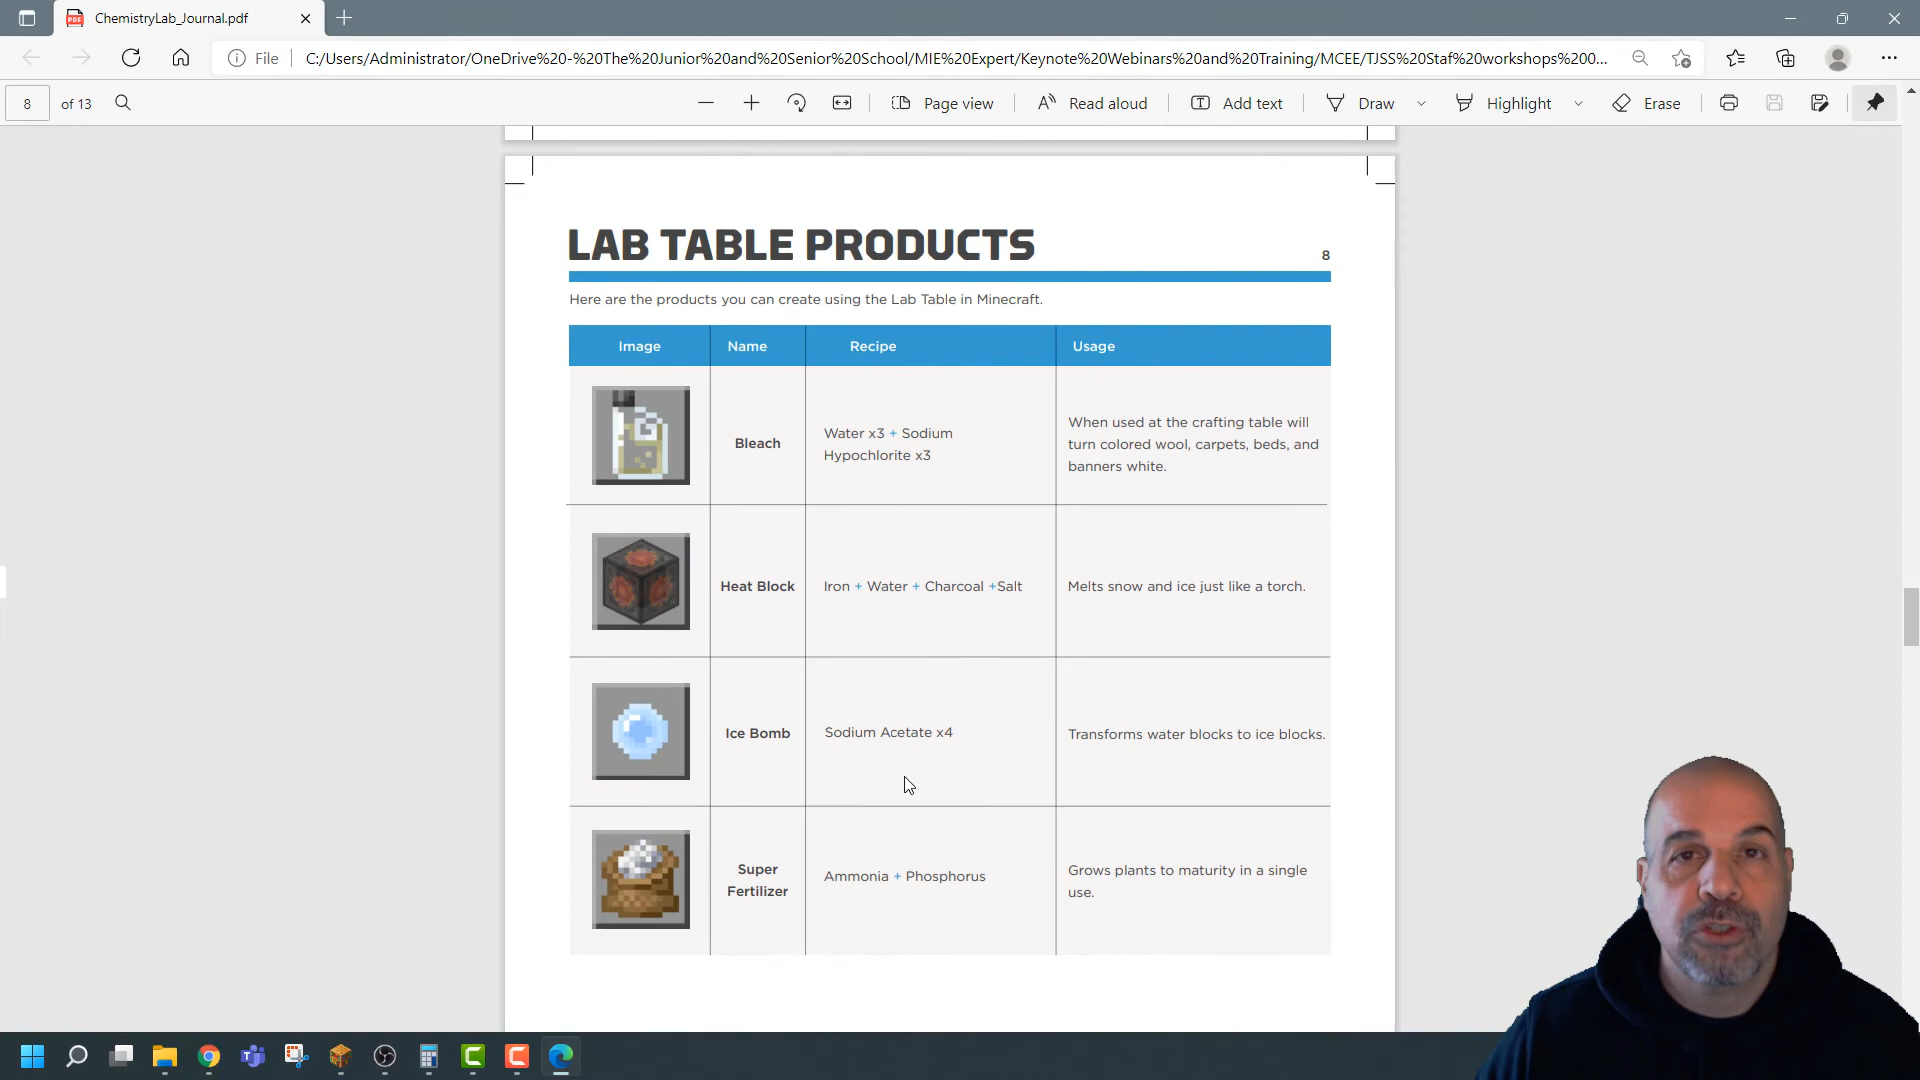 ChemistryLab_Journal.pdf
File
C:/Users/Administrator/OneDrive%20-%20The%20Junior%20and%20Senior%20School/MIE%20Expert/Keynote%20Webinars%20and%20Training/MCEE/TJSS%20Staf%20workshops%200...
8 of 13
Page view
Read aloud
Add text
Draw
Highlight
Erase
LAB TABLE PRODUCTS
8
Here are the products you can create using the Lab Table in Minecraft.
Image Name Recipe Usage
Bleach
Water x3 + Sodium
Hypochlorite x3
When used at the crafting table will
turn colored wool, carpets, beds, and
banners white.
Heat Block
Iron + Water + Charcoal +Salt
Melts snow and ice just like a torch.
Ice Bomb
Sodium Acetate x4
Transforms water blocks to ice blocks.
Super
Fertilizer
Ammonia + Phosphorus
Grows plants to maturity in a single
use.